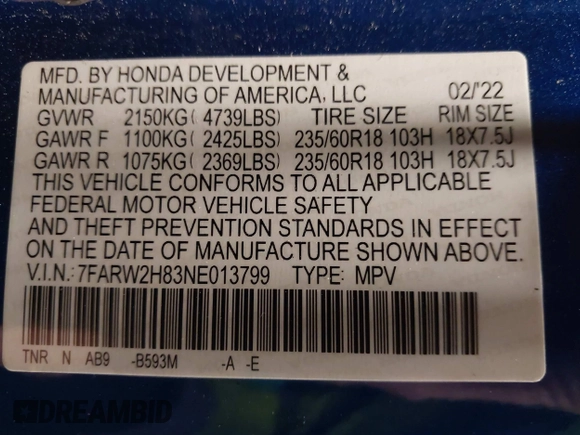 MFD. BY HONDA DEVELOPMENT &
MANUFACTURING OF AMERICA, LLC 02/'22
GVWR 2150KG( 4739LBS) TIRE SIZE RIM SIZE
GAWR F 1100KG( 2425LBS) 235/60R18 103H 18X7.5J
GAWR R 1075KG( 2369LBS) 235/60R18 103H 18X7.5J
THIS VEHICLE CONFORMS TO ALL APPLICABLE
FEDERAL MOTOR VEHICLE SAFETY
AND THEFT PREVENTION STANDARDS IN EFFECT
ON THE DATE OF MANUFACTURE SHOWN ABOVE.
V.I.N.:7FARW2H83NE013799 TYPE: MPV
TNR N AB9 -B593M -A -E
DREAMBID